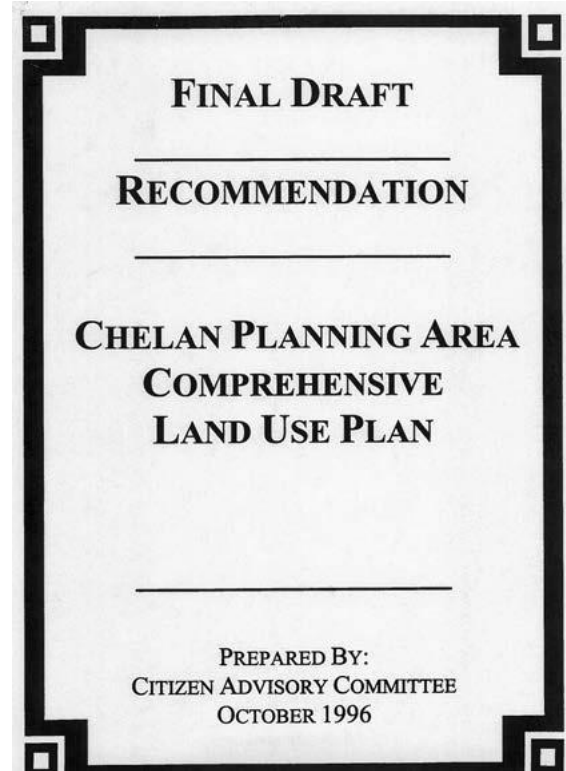 FINAL DRAFT
RECOMMENDATION
CHELAN PLANNING AREA
COMPREHENSIVE
LAND USE PLAN
PREPARED BY:
CITIZEN ADVISORY COMMITTEE
OCTOBER 1996